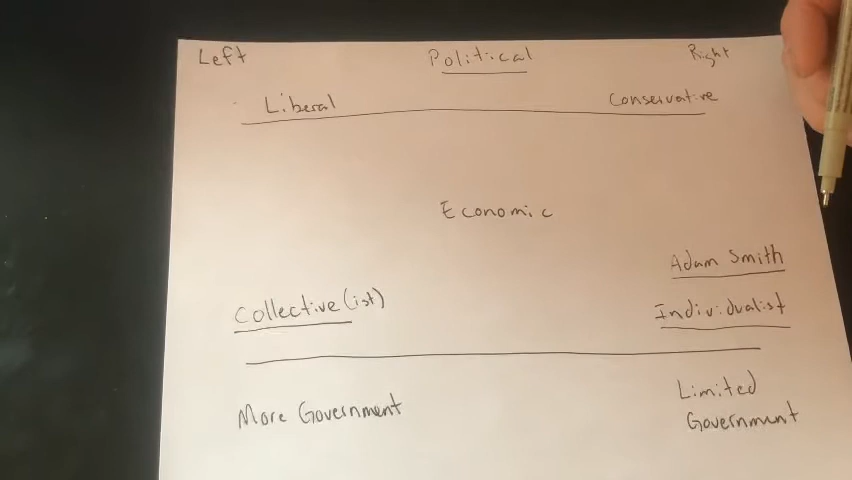 Left Political Right
Liberal Conservative
Economic
Adam Smith
Collective(ist) Individualist
More Government Limited
Government